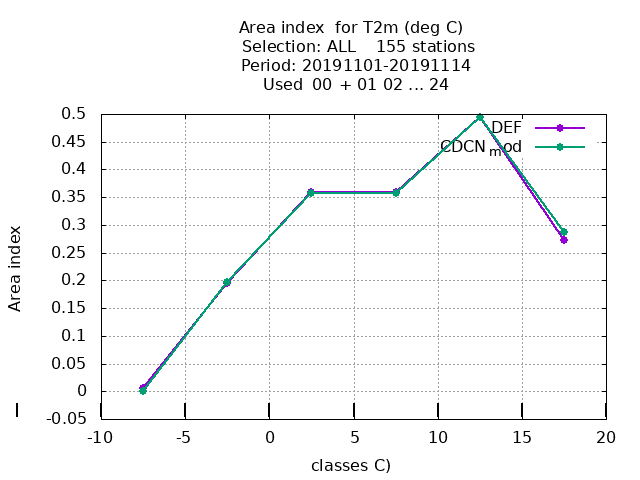 Area index  for T2m (deg C)
Selection: ALL    155 stations
Period: 20191101-20191114
Used  00  + 01 02 ... 24
DEF
CDCN mod
0.5
0.45
0.4
0.35
0.3
0.25
0.2
0.15
0.1
0.05
0
-0.05
-10
-5
0
5
10
15
20
Area index
classes C)